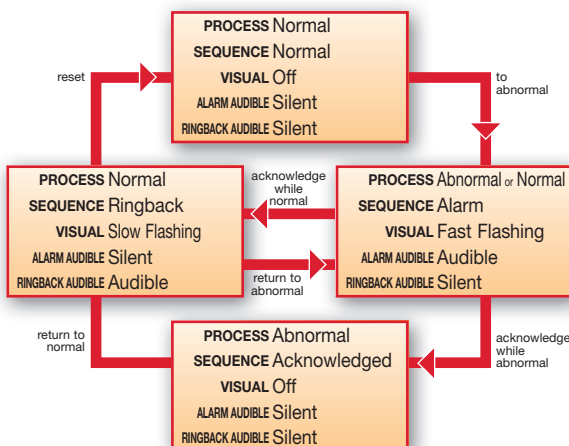 PROCESS Normal
SEQUENCE Normal
VISUAL Off
ALARM AUDIBLE Silent
RINGBACK AUDIBLE Silent
reset
to
abnormal
PROCESS Normal
SEQUENCE Ringback
VISUAL Slow Flashing
ALARM AUDIBLE Silent
RINGBACK AUDIBLE Audible
acknowledge
while
normal
return to
abnormal
PROCESS Abnormal or Normal
SEQUENCE Alarm
VISUAL Fast Flashing
ALARM AUDIBLE Audible
RINGBACK AUDIBLE Silent
return to
normal
acknowledge
while
abnormal
PROCESS Abnormal
SEQUENCE Acknowledged
VISUAL Off
ALARM AUDIBLE Silent
RINGBACK AUDIBLE Silent